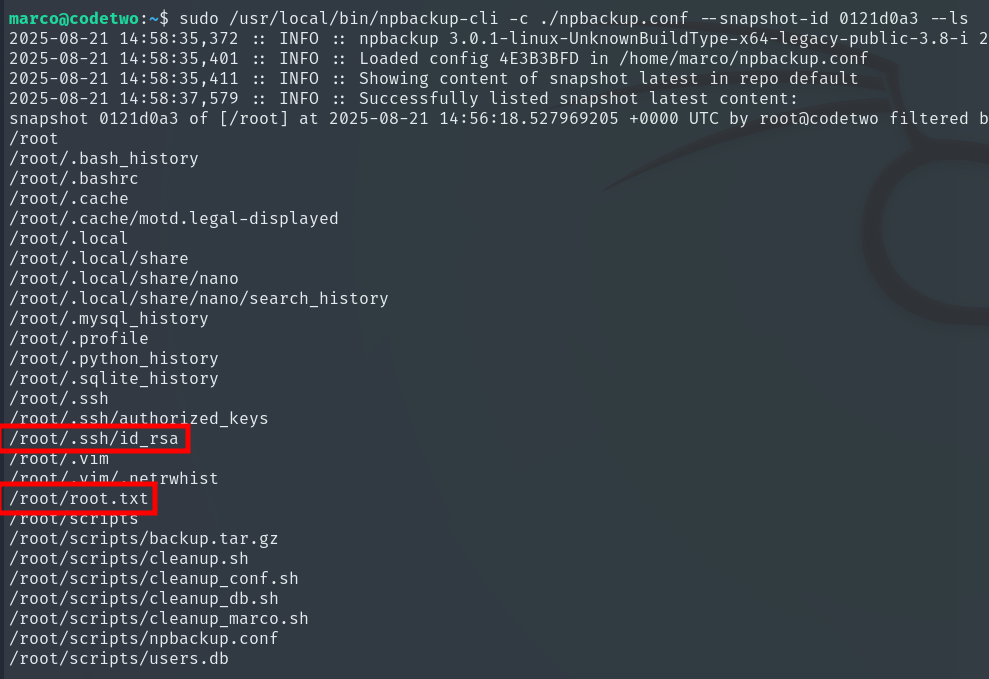 marco@codetwo:~$ sudo /usr/local/bin/npbackup-cli -c ./npbackup.conf --snapshot-id 0121d0a3 --ls
2025-08-21 14:58:35,372 :: INFO :: npbackup 3.0.1-linux-UnknownBuildType-x64-legacy-public-3.8-i 2
2025-08-21 14:58:35,401 :: INFO :: Loaded config 4E3B3BFD in /home/marco/npbackup.conf
2025-08-21 14:58:35,411 :: INFO :: Showing content of snapshot latest in repo default
2025-08-21 14:58:37,579 :: INFO :: Successfully listed snapshot latest content:
snapshot 0121d0a3 of [/root] at 2025-08-21 14:56:18.527969205 +0000 UTC by root@codetwo filtered b
/root
/root/.bash_history
/root/.bashrc
/root/.cache
/root/.cache/motd.legal-displayed
/root/.local
/root/.local/share
/root/.local/share/nano
/root/.local/share/nano/search_history
/root/.mysql_history
/root/.profile
/root/.python_history
/root/.sqlite_history
/root/.ssh
/root/.ssh/authorized_keys
/root/.ssh/id_rsa
/root/.vim
/root/.vim/.netrwhist
/root/root.txt
/root/scripts
/root/scripts/backup.tar.gz
/root/scripts/cleanup.sh
/root/scripts/cleanup_conf.sh
/root/scripts/cleanup_db.sh
/root/scripts/cleanup_marco.sh
/root/scripts/npbackup.conf
/root/scripts/users.db